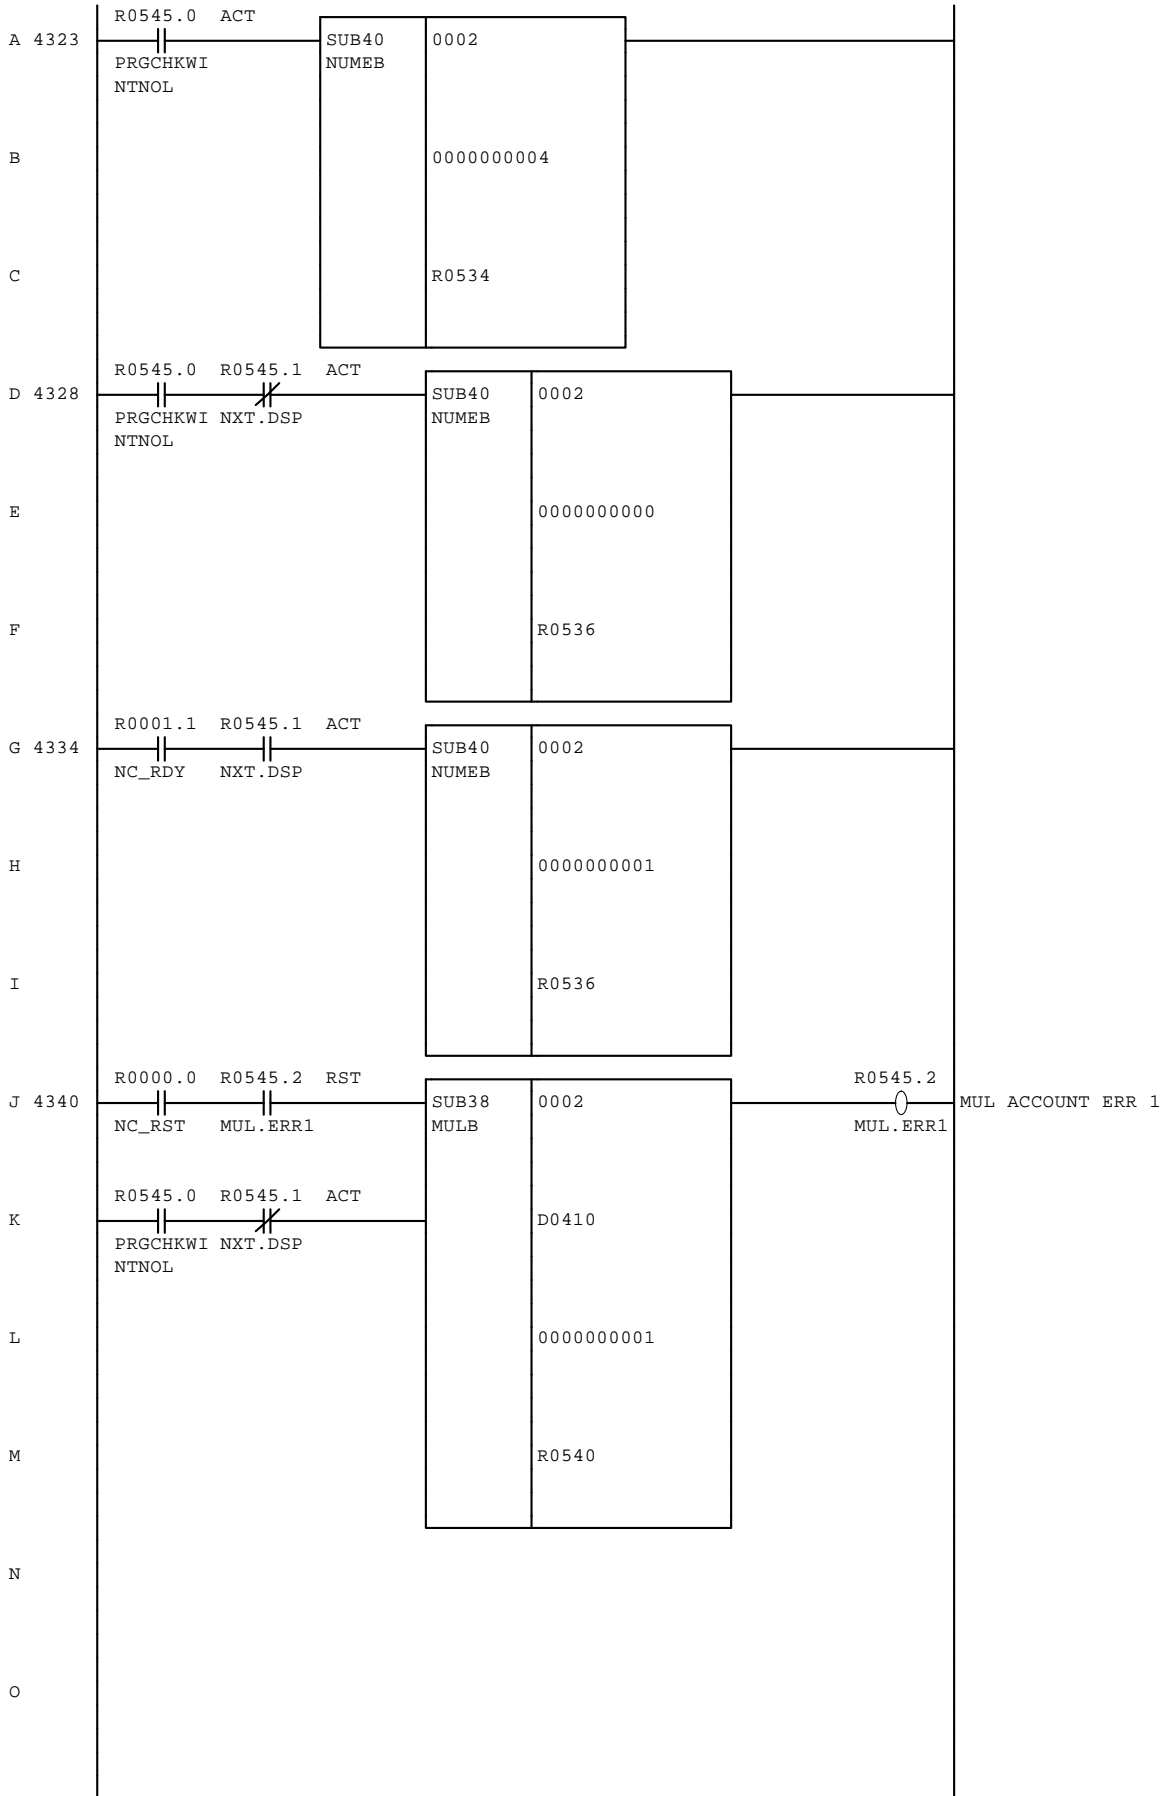 R0545.0 ACT
A 4323 SUB40 0002
PRGCHKWI NUMEB
NTNOL
B 0000000004
C R0534
R0545.0 R0545.1 ACT
D 4328 SUB40 0002
PRGCHKWI NXT.DSP NUMEB
NTNOL
E 0000000000
F R0536
R0001.1 R0545.1 ACT
G 4334 SUB40 0002
NC_RDY NXT.DSP NUMEB
H 0000000001
I R0536
R0000.0 R0545.2 RST R0545.2
J 4340 SUB38 0002 MUL ACCOUNT ERR 1
NC_RST MUL.ERR1 MULB MUL.ERR1
R0545.0 R0545.1 ACT
K D0410
PRGCHKWI NXT.DSP
NTNOL
L 0000000001
M R0540
N
O